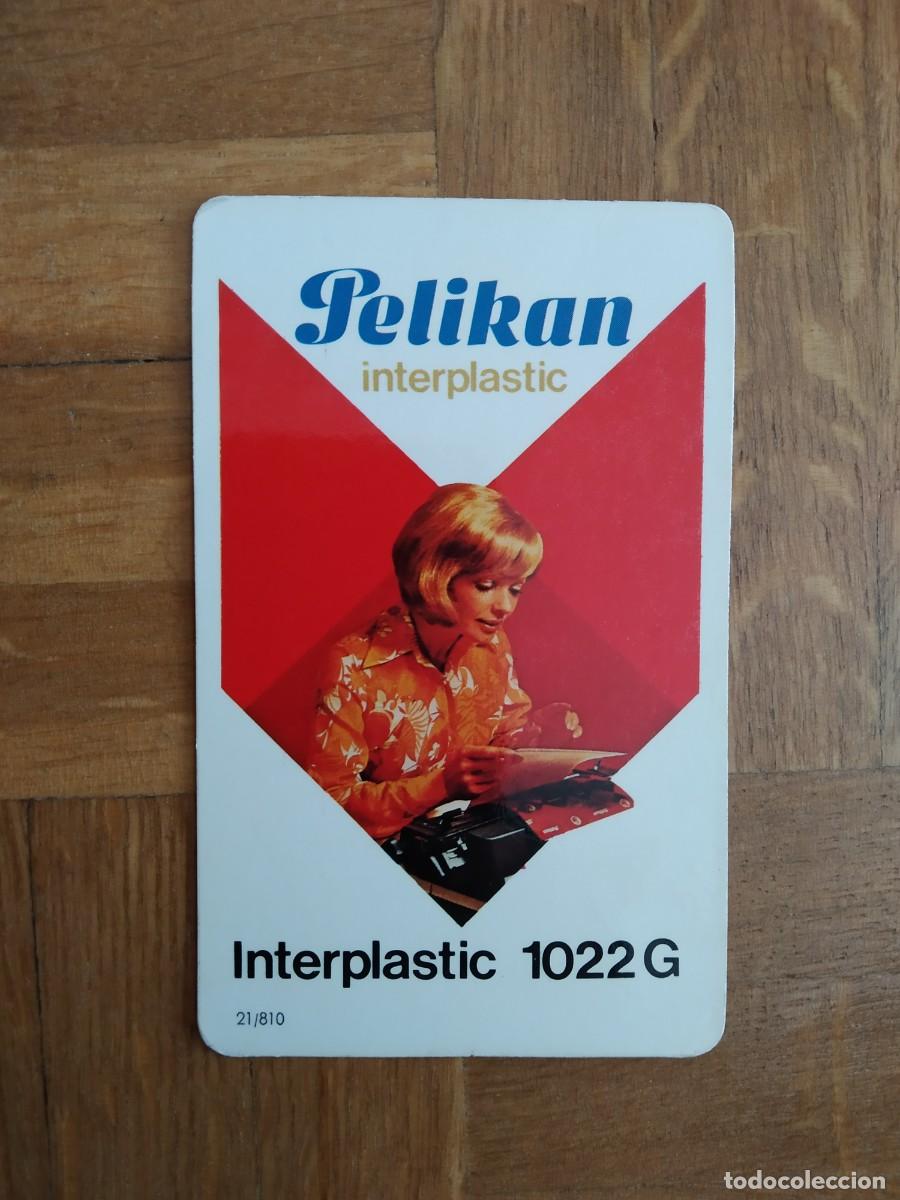 Pelikan
interplastic
Interplastic 1022 G
21/810
todocoleccion